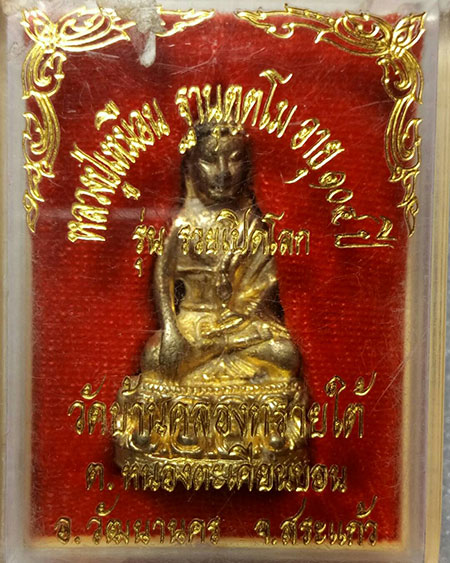 หลวงปู่เหมือน ฐานุตฺตโม อายุ ๑๐๕ ปี
รุ่น รวยเปิดโลก
วัดบ้านคลองทรายใต้
ต.หนองตะเคียนบอน
อ.วัฒนานคร จ.สระแก้ว